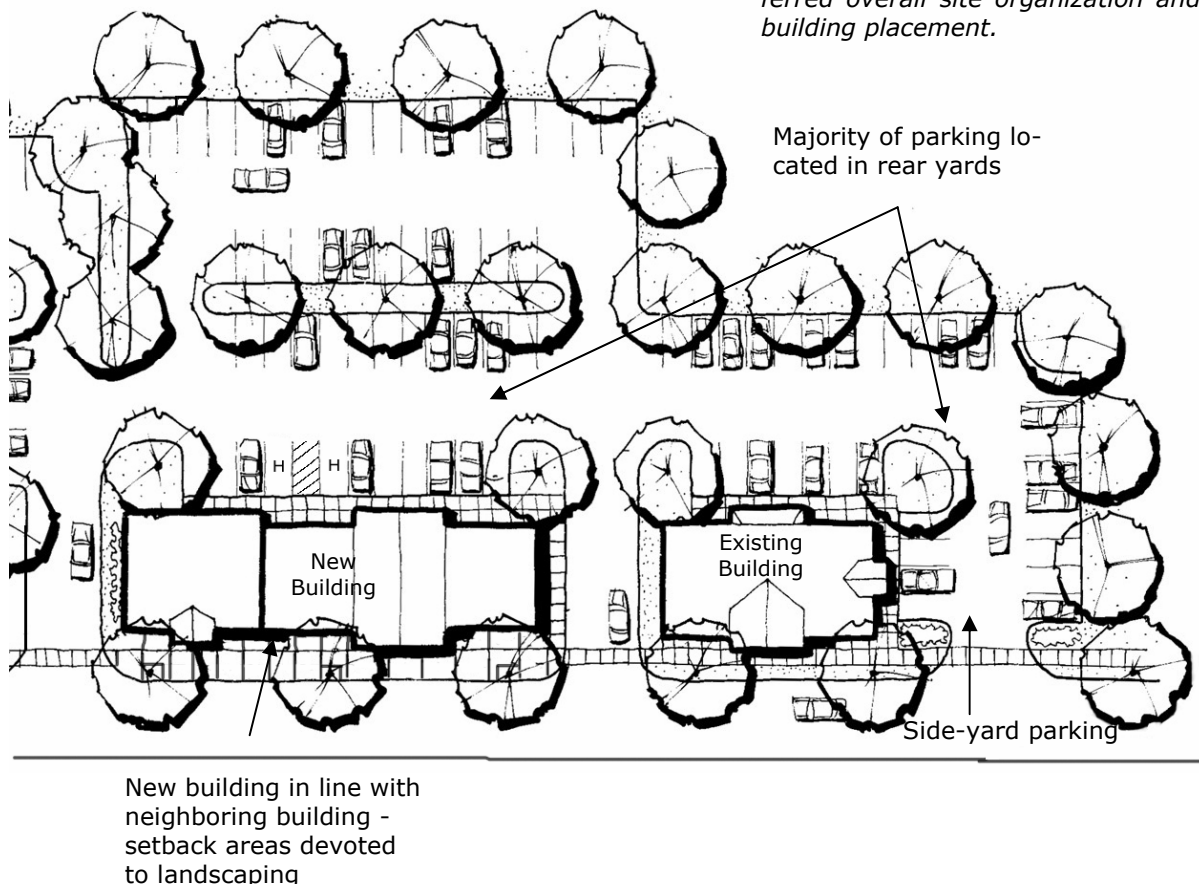 ferred overall site organization and
building placement.
Majority of parking lo-
cated in rear yards
H H
New
Building
Existing
Building
Side-yard parking
New building in line with
neighboring building -
setback areas devoted
to landscaping